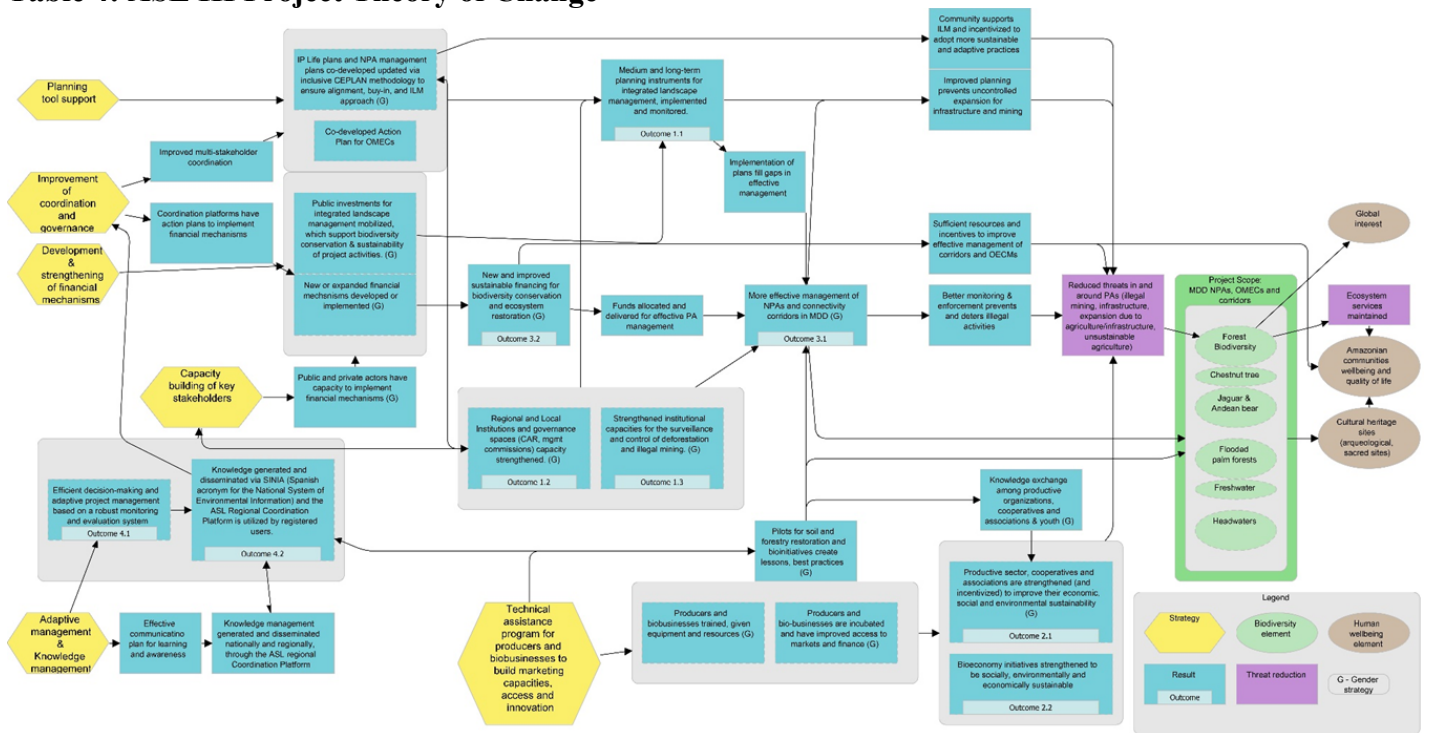 Table 4. ASL III Project Theory of Change
Planning
tool support
IP Life plans and NPA management
plans co-developed updated via
inclusive CEPLAN methodology to
ensure alignment, buy-in, and ILM
approach (G)
Co-developed Action
Plan for OMECs
Medium and long-term
planning instruments for
integrated landscape
management, implemented
and monitored.
Outcome 1.1
Community supports
ILM and incentivized to
adopt more sustainable
and adaptive practices
Improved planning
prevents uncontrolled
expansion for
infrastructure and mining
Improved multi-stakeholder
coordination
Implementation of
plans fill gaps in
effective
management
Improvement
of
coordination
and
governance
Coordination platforms have
action plans to implement
financial mechanisms
Public investments for
integrated landscape
management mobilized,
which support biodiversity
conservation & sustainability
of project activities. (G)
Sufficient resources and
incentives to improve
effective management of
corridors and OECMs
Global
interest
Development
&
strengthening
of financial
mechanisms
New or expanded financial
mechsnisms developed or
implemented (G)
New and improved
sustainable financing for
biodiversity conservation
and ecosystem
restoration (G)
Outcome 3.2
Funds allocated and
delivered for effective PA
management
More effective management of
NPAs and connectivity
corridors in MDD (G)
Outcome 3.1
Better monitoring &
enforcement prevents
and deters illegal
activities
Reduced threats in and
around PAs (illegal
mining, infrastructure,
expansion due to
agriculture/infrastructure,
unsustainable
agriculture)
Project Scope:
MDD NPAs, OMECs and
corridors
Forest
Biodiversity
Chestnut tree
Jaguar &
Andean bear
Flooded
palm forests
Freshwater
Headwaters
Ecosystem
services
maintained
Amazonian
communities
wellbeing and
quality of life
Cultural heritage
sites
(arqueological,
sacred sites)
Capacity
building of key
stakeholders
Public and private actors have
capacity to implement
financial mechanisms (G)
Regional and Local
Institutions and governance
spaces (CAR, mgmt
commissions) capacity
strengthened. (G)
Outcome 1.2
Strengthened institutional
capacities for the surveillance
and control of deforestation
and illegal mining. (G)
Outcome 1.3
Efficient decision-making and
adaptive project management
based on a robust monitoring
and evaluation system
Outcome 4.1
Knowledge generated and
disseminated via SINIA (Spanish
acronym for the National System of
Environmental Information) and the
ASL Regional Coordination
Platform is utilized by registered
users.
Outcome 4.2
Knowledge exchange
among productive
organizations,
cooperatives and
associations & youth (G)
Pilots for soil and
forestry restoration and
bioinitiatives create
lessons, best practices
(G)
Productive sector, cooperatives and
associations are strengthened (and
incentivized) to improve their economic,
social and environmental sustainability
(G)
Outcome 2.1
Bioeconomy initiatives strengthened to
be socially, environmentally and
economically sustainable
Outcome 2.2
Adaptive
management
&
Knowledge
management
Effective
communicatio
plan for learning
and awareness
Knowledge management
generated and disseminated
nationally and regionally,
through the ASL regional
Coordination Platform
Technical
assistance
program for
producers and
biobusinesses to
build marketing
capacities,
access and
innovation
Producers and
biobusinesses trained, given
equipment and resources (G)
Producers and
bio-businesses are incubated
and have improved access to
markets and finance (G)
Legend
Strategy
Biodiversity
element
Human
wellbeing
element
Result
Outcome
Threat reduction
G - Gender
strategy